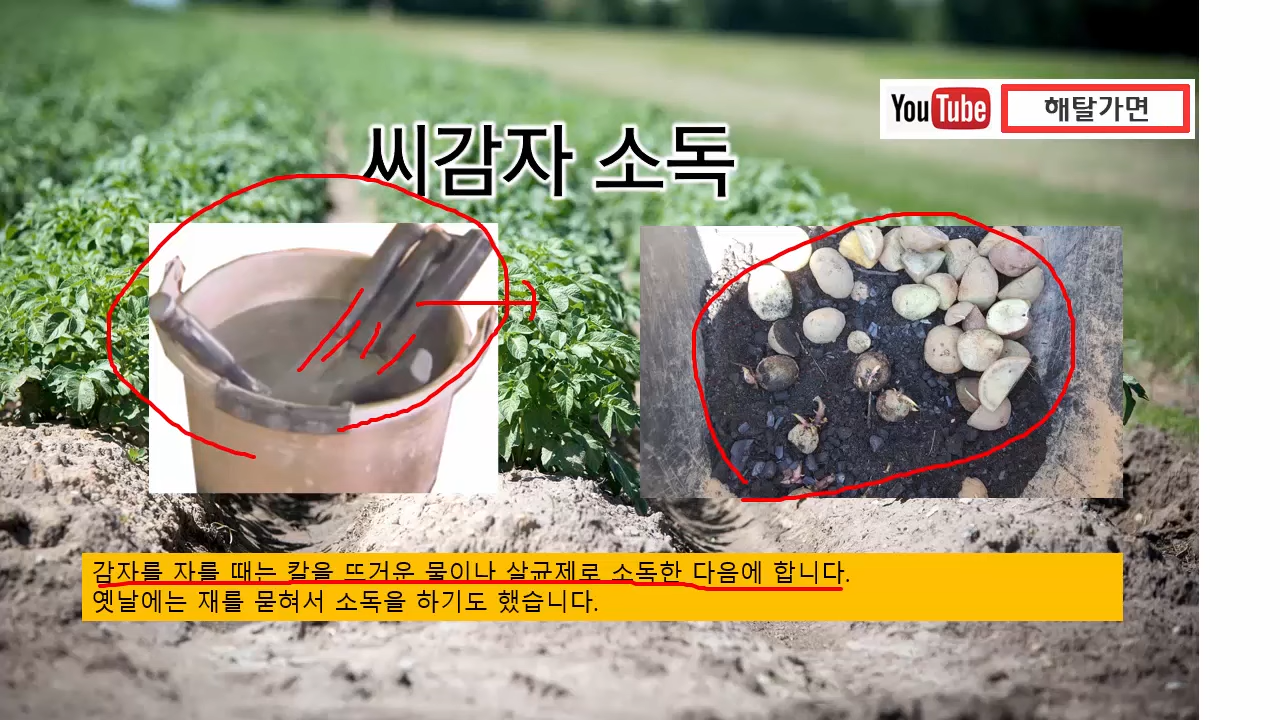 YouTube 해탈가면
씨감자 소독
감자를 자를 때는 칼을 뜨거운 물이나 살균제로 소독한 다음에 합니다.
옛날에는 재를 묻혀서 소독을 하기도 했습니다.